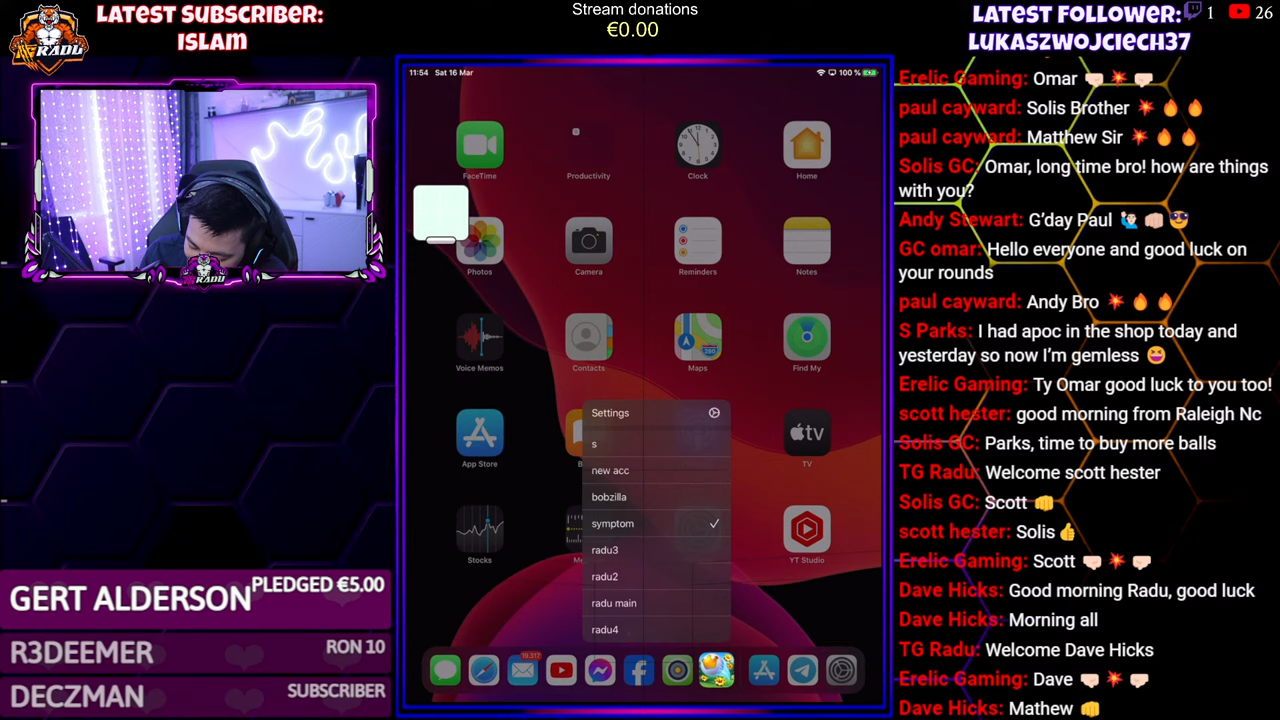 RADU
LATEST SUBSCRIBER:
ISLAM
Stream donations
€0.00
LATEST FOLLOWER:
LUKASZWOJCIECH37
1
26
RADU
11:54 Sat 16 Mar
100 %
FaceTime
Productivity
Clock
Home
Photos
Camera
Reminders
Notes
Voice Memos
Contacts
Maps
280
Find My
App Store
tv
TV
Stocks
YT Studio
Settings
s
new acc
bobzilla
symptom
radu3
radu2
radu main
radu4
19,317
GERT ALDERSON
PLEDGED €5.00
R3DEEMER
RON 10
DECZMAN
SUBSCRIBER
Erelic Gaming: Omar
paul cayward: Solis Brother
paul cayward: Matthew Sir
Solis GC: Omar, long time bro! how are things
with you?
Andy Stewart: G'day Paul
GC omar: Hello everyone and good luck on
your rounds
paul cayward: Andy Bro
S Parks: I had apoc in the shop today and
yesterday so now I'm gemless
Erelic Gaming: Ty Omar good luck to you too!
scott hester: good morning from Raleigh Nc
Solis GC: Parks, time to buy more balls
TG Radu: Welcome scott hester
Solis GC: Scott
scott hester: Solis
Erelic Gaming: Scott
Dave Hicks: Good morning Radu, good luck
Dave Hicks: Morning all
TG Radu: Welcome Dave Hicks
Erelic Gaming: Dave
Dave Hicks: Mathew